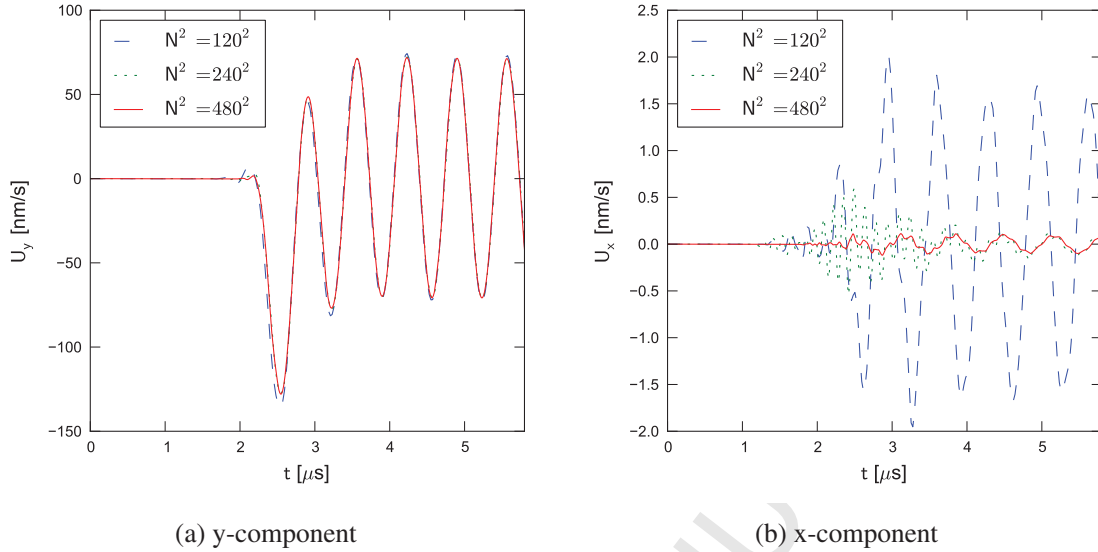 100
50
0
−50
−100
−150
U_y [nm/s]
N² =120²
N² =240²
N² =480²
0 1 2 3 4 5
t [μs]
(a) y-component
2.5
2.0
1.5
1.0
0.5
0.0
−0.5
−1.0
−1.5
−2.0
U_x [nm/s]
N² =120²
N² =240²
N² =480²
0 1 2 3 4 5
t [μs]
(b) x-component